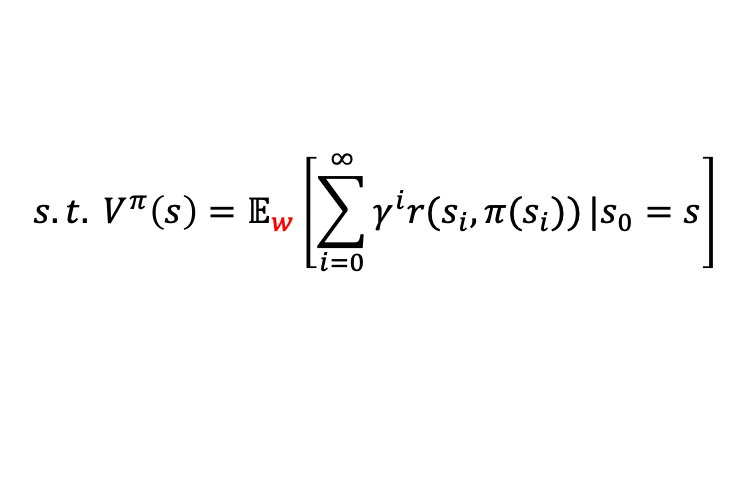 s.t. V^π(s) = 𝔼_w [∑_{i=0}^{∞} γ^i r(s_i, π(s_i)) |s_0 = s]